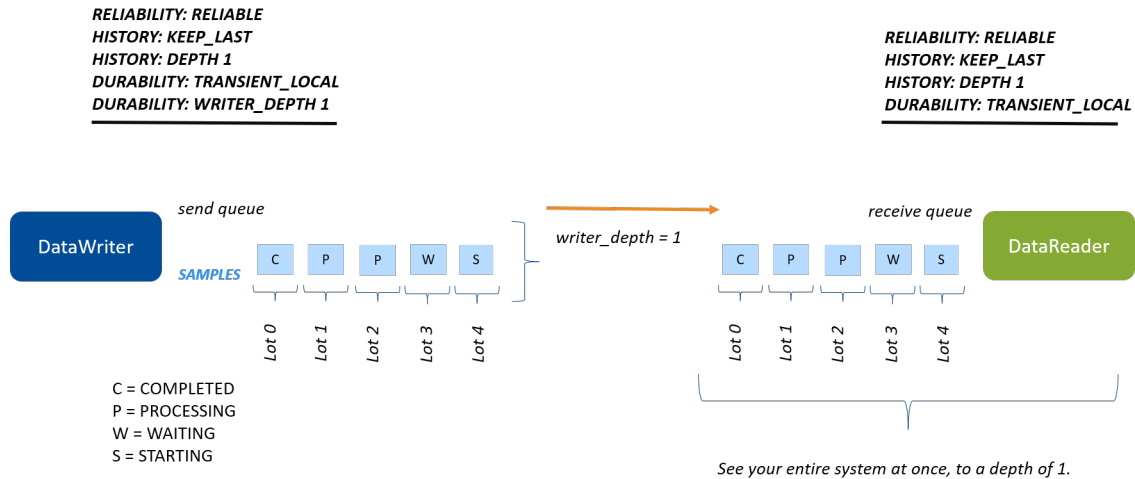 RELIABILITY: RELIABLE
HISTORY: KEEP_LAST
HISTORY: DEPTH 1
DURABILITY: TRANSIENT_LOCAL
DURABILITY: WRITER_DEPTH 1
RELIABILITY: RELIABLE
HISTORY: KEEP_LAST
HISTORY: DEPTH 1
DURABILITY: TRANSIENT_LOCAL
DataWriter
send queue
SAMPLES
C P P W S
Lot 0
Lot 1
Lot 2
Lot 3
Lot 4
writer_depth = 1
receive queue
DataReader
C P P W S
Lot 0
Lot 1
Lot 2
Lot 3
Lot 4
C = COMPLETED
P = PROCESSING
W = WAITING
S = STARTING
See your entire system at once, to a depth of 1.